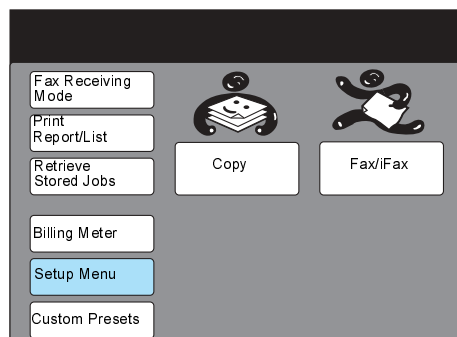 Fax Receiving
Mode
Print
Report/List
Retrieve
Stored Jobs
Copy
Fax/iFax
Billing Meter
Setup Menu
Custom Presets